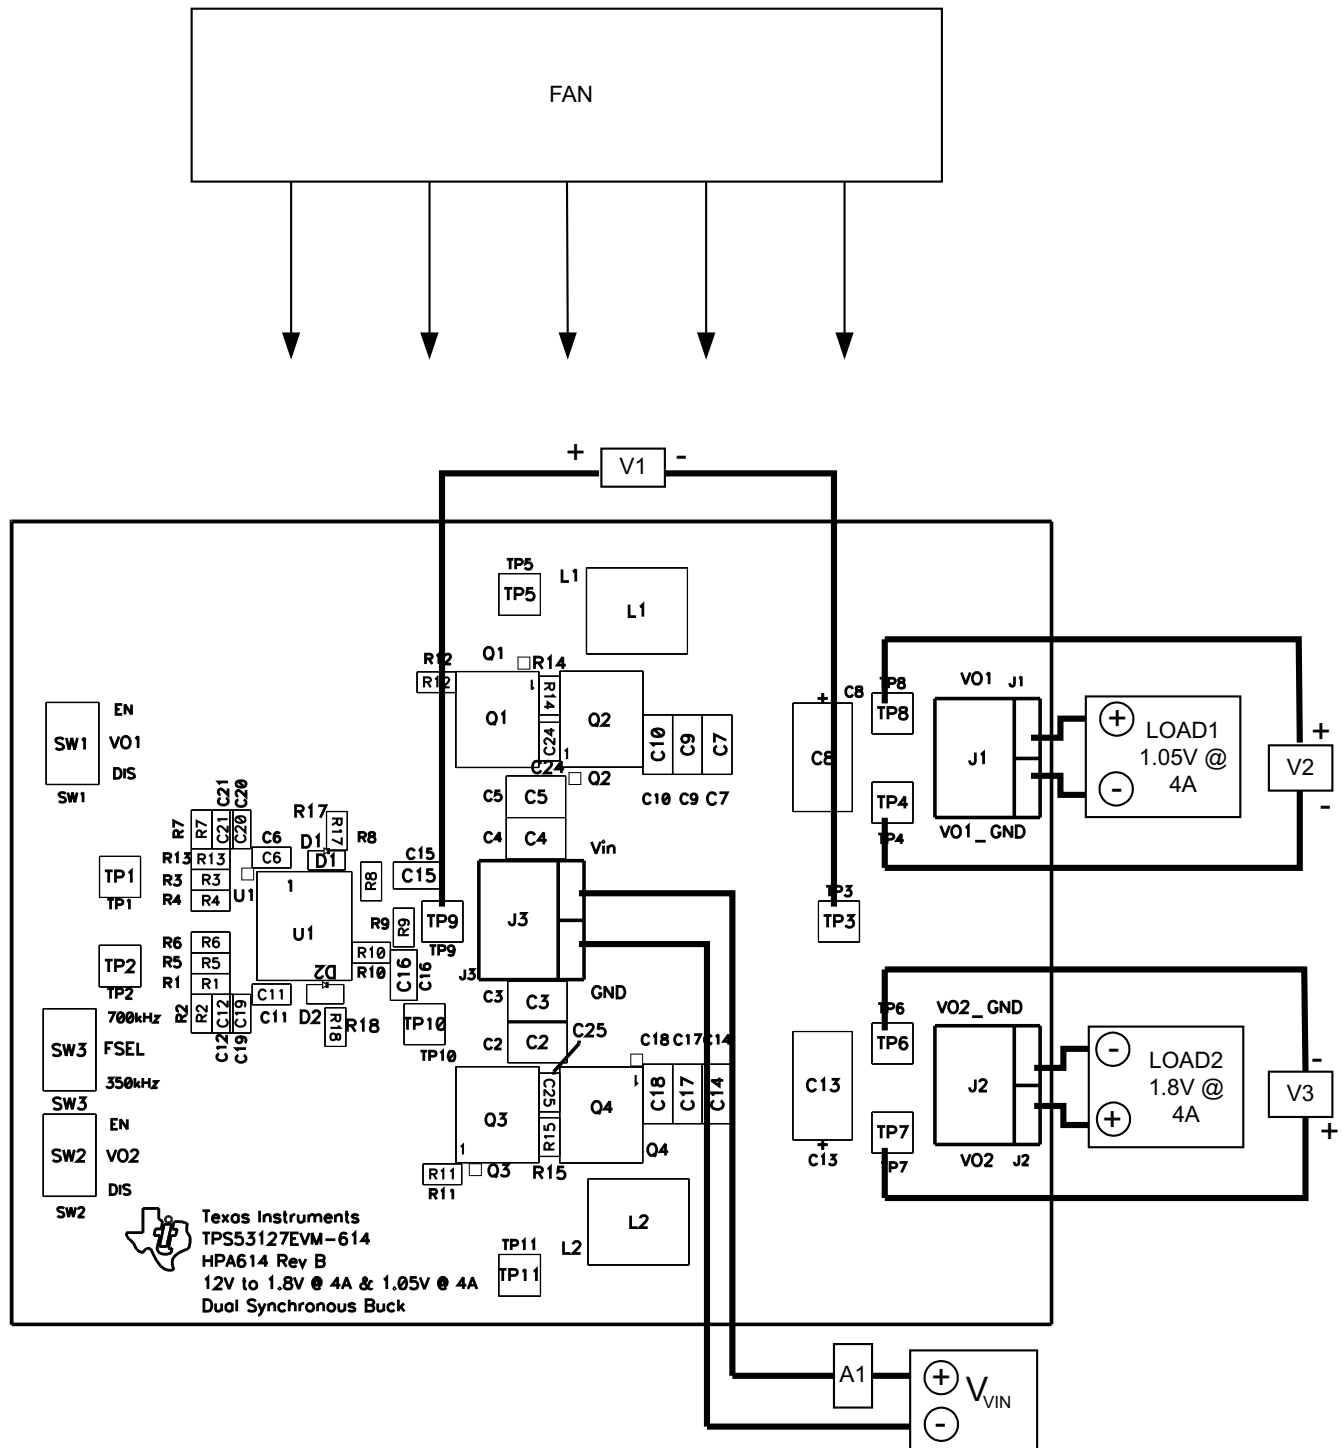 FAN
+ V1 -
TP5
TP5
L1
L1
R12
R12
Q1
R14
1
Q1
R14
C24
Q2
1
C24
Q2
C10
C9
C7
C10 C9 C7
C5
C5
C4
C4
Vin
EN
SW1
VO1
DIS
SW1
+
C8
C8
TP8
TP8
TP4
TP4
VO1
J1
J1
VO1_GND
+
-
LOAD1
1.05V @
4A
+
V2
-
C21
C20
R7
R7
C21
C20
C6
C6
R17
R17
D1
D1
R8
R8
R13
R13
R3
R3
R4
R4
U1
1
U1
C15
C15
TP1
TP1
R9
R9
TP9
TP9
J3
J3
TP3
TP3
R6
R6
R5
R5
R1
R1
R10
R10
D2
C16
C16
TP2
TP2
GND
C3
C3
C2
C2
C25
R2
R2
C12
C19
C12
C19
C11
C11
D2
R18
R18
TP10
TP10
700kHz
SW3
FSEL
350kHz
SW3
C18 C17 C14
Q3
1
C25
R15
Q4
1
C18
C17
C14
Q4
Q3
R15
R11
R11
C13
+
C13
TP6
TP6
TP7
TP7
VO2_GND
J2
VO2
J2
-
+
LOAD2
1.8V @
4A
-
V3
+
EN
SW2
VO2
DIS
SW2
L2
L2
TP11
TP11
Texas Instruments
TPS53127EVM-614
HPA614 Rev B
12V to 1.8V @ 4A & 1.05V @ 4A
Dual Synchronous Buck
A1
+
-
VVIN